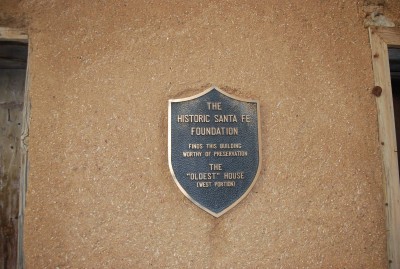 THE
HISTORIC SANTA FE
FOUNDATION
FINDS THIS BUILDING
WORTHY OF PRESERVATION
THE
"OLDEST" HOUSE
(WEST PORTION)